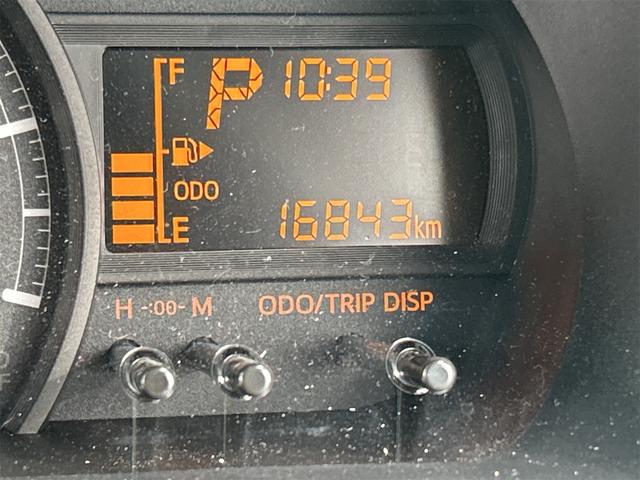 F P 10:39
ODO
E 16843km
H -:00- M ODO/TRIP DISP